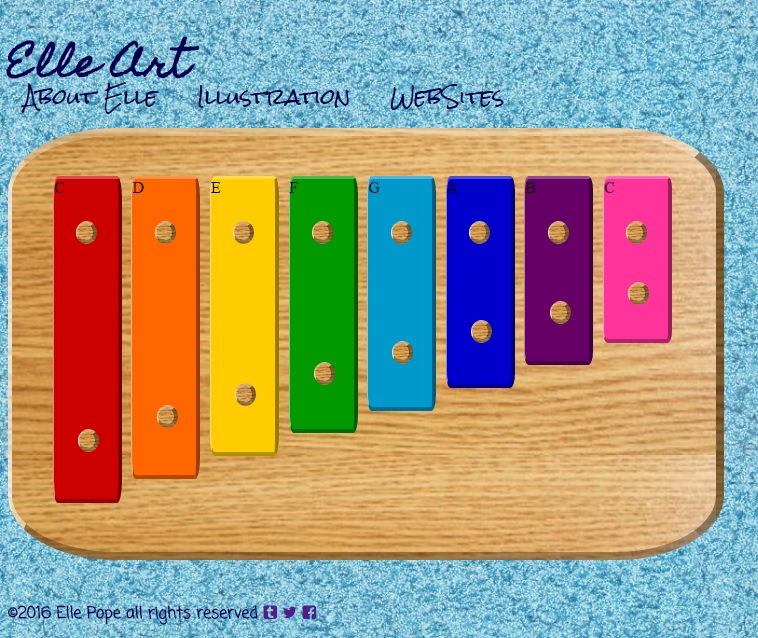 Elle Art
About Elle Illustration WebSites
C D E F G A B C
©2016 Elle Pope all rights reserved